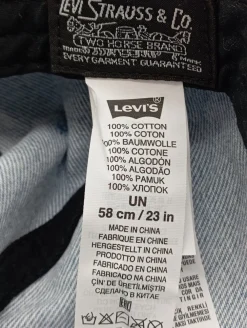 LEVI STRAUSS & CO.
TWO HORSE BRAND
EVERY GARMENT GUARANTEED
LEVI'S
100% COTTON
100% COTON
100% BAUMWOLLE
100% COTONE
100% ALGODÓN
100% ALGODÃO
100% PAMUK
100% ХЛОПОК
UN
58 cm / 23 in
MADE IN CHINA
FABRIQUE EN CHINE
HERGESTELLT IN CHINA
PRODOTTO IN CINA
FABRICADO EN CHINA
FABRICADO NA CHINA
ÇİN' DE ÜRETİLMİŞTİR
СДЕЛАНО В КИТАЕ